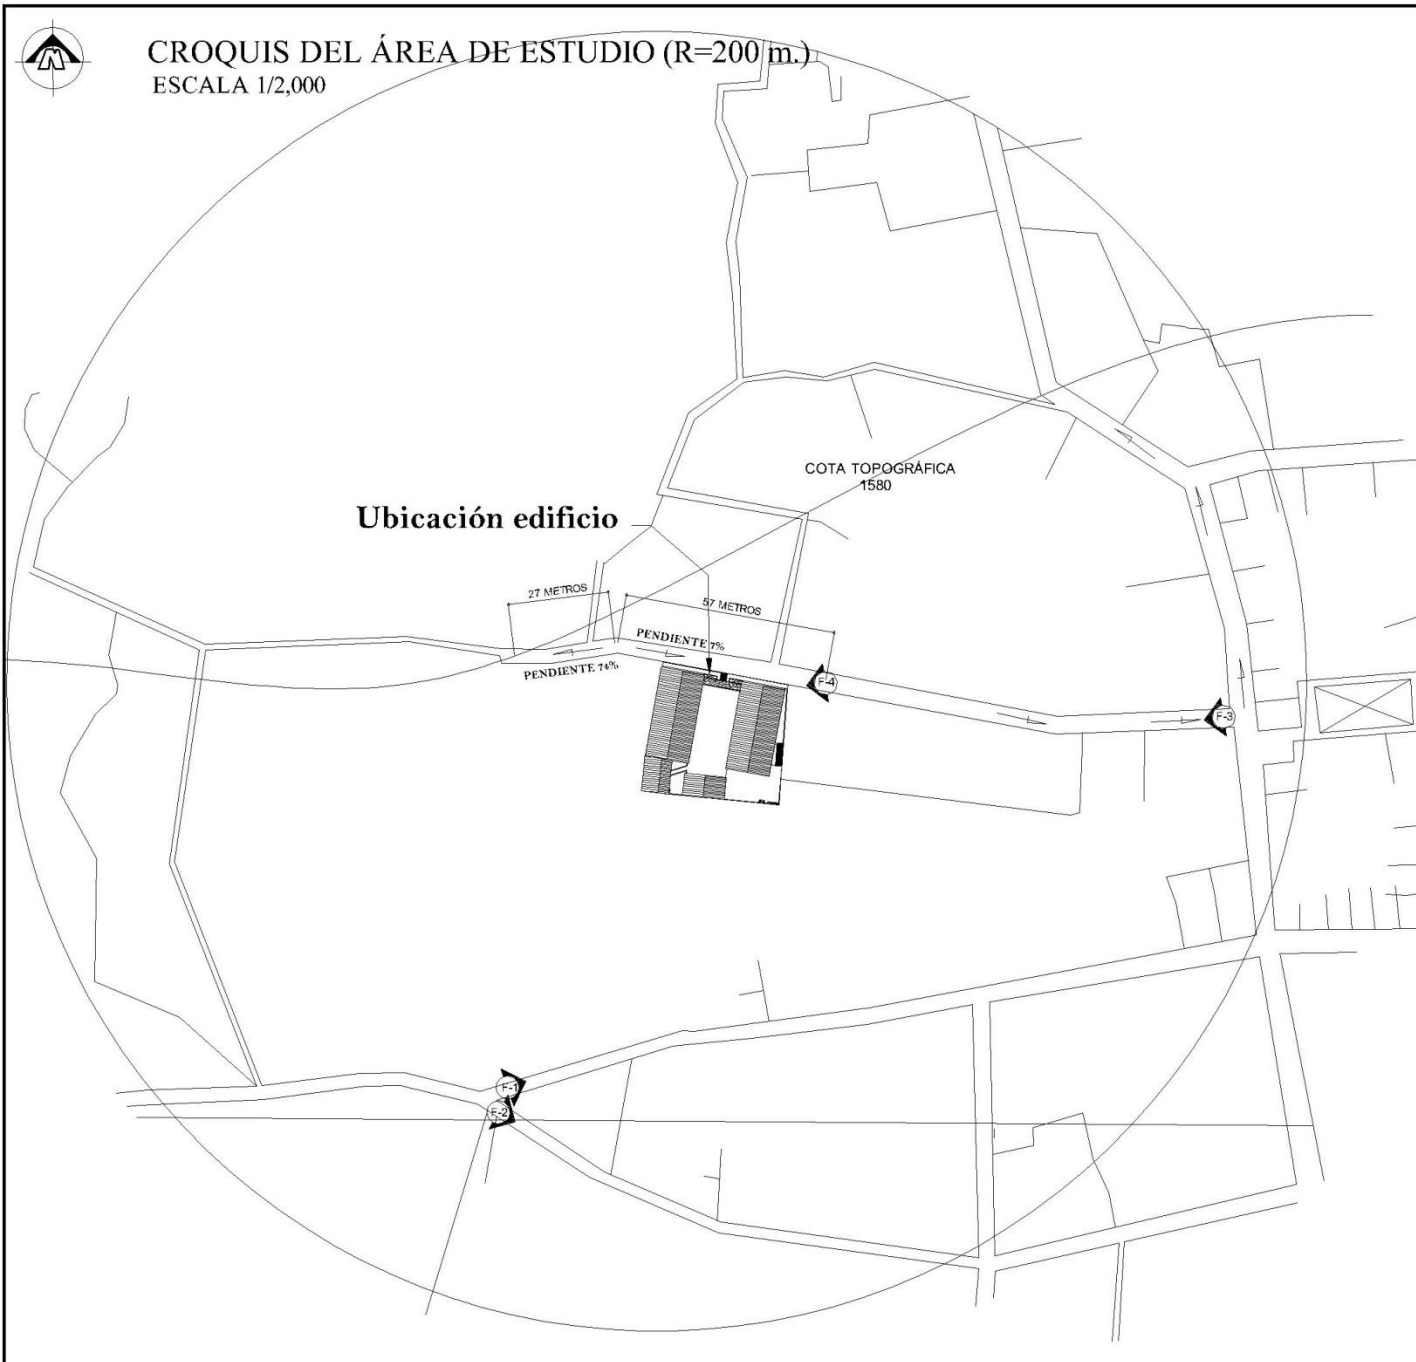 N
CROQUIS DEL ÁREA DE ESTUDIO (R=200 m.)
ESCALA 1/2,000
COTA TOPOGRÁFICA
1580
Ubicación edificio
27 METROS
57 METROS
PENDIENTE 7%
PENDIENTE 74%
F-4
F-3
F-1
F-2